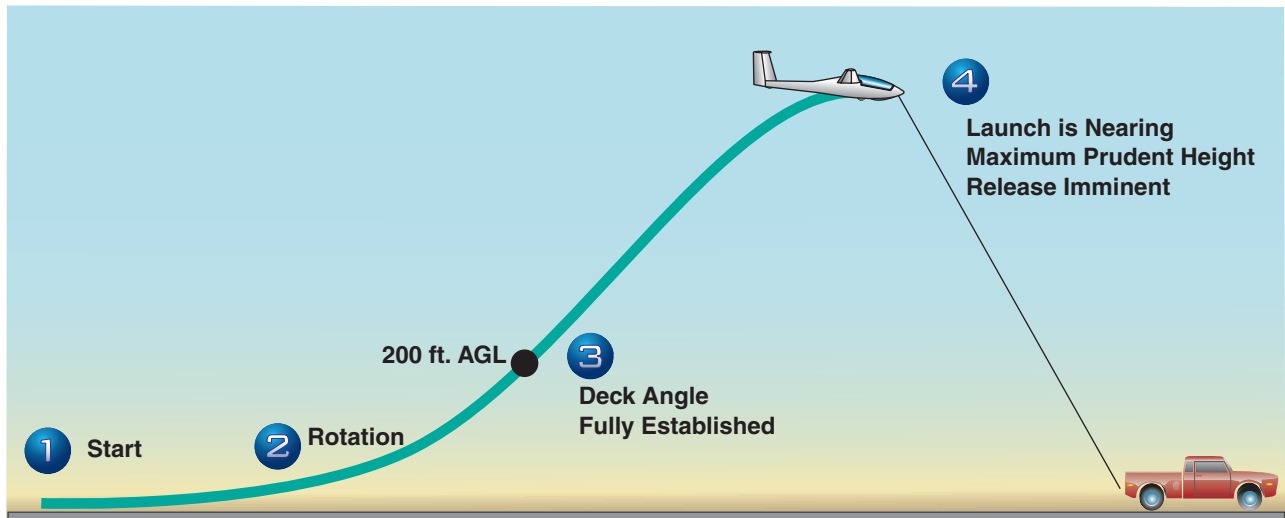 1
Start
2
Rotation
200 ft. AGL
3
Deck Angle
Fully Established
4
Launch is Nearing
Maximum Prudent Height
Release Imminent